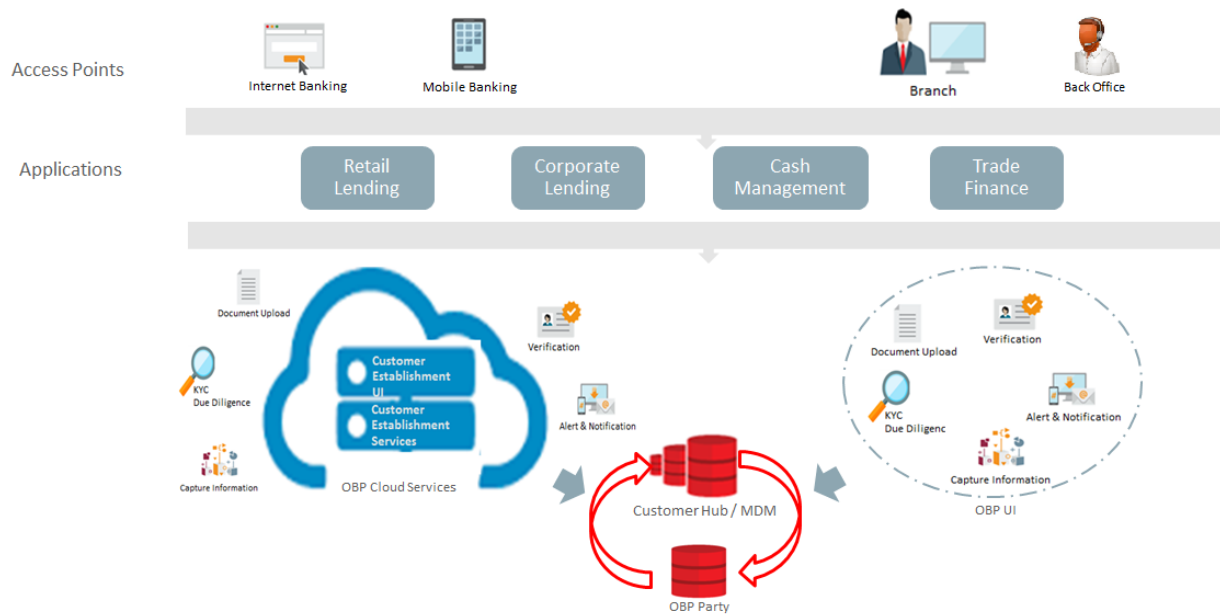 Access Points
Internet Banking
Mobile Banking
Branch
Back Office
Applications
Retail
Lending
Corporate
Lending
Cash
Management
Trade
Finance
Document Upload
KYC
Due Diligence
Capture Information
Customer
Establishment
UI
Customer
Establishment
Services
OBP Cloud Services
Verification
Alert & Notification
Customer Hub / MDM
OBP Party
Document Upload
Verification
KYC
Due Diligenc
Alert & Notification
Capture Information
OBP UI